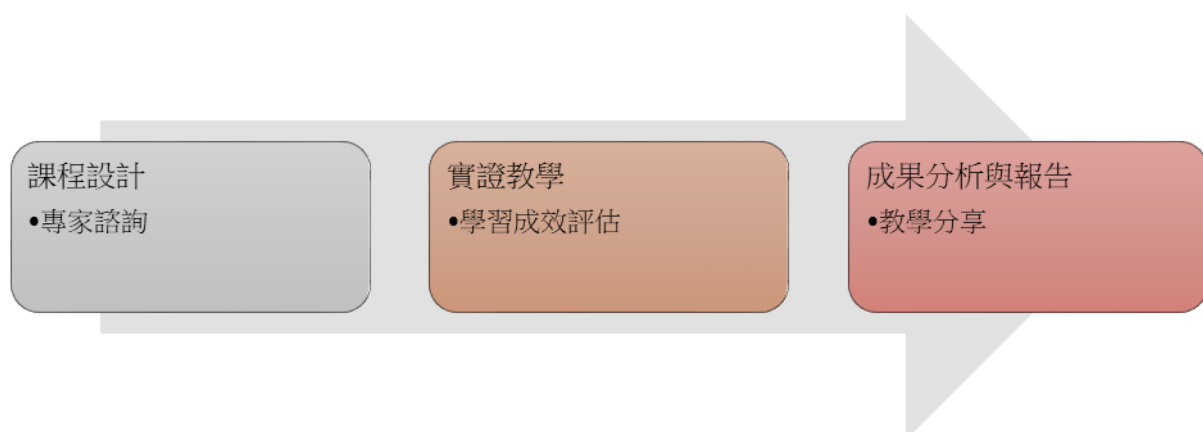 課程設計
•專家諮詢
實證教學
•學習成效評估
成果分析與報告
•教學分享